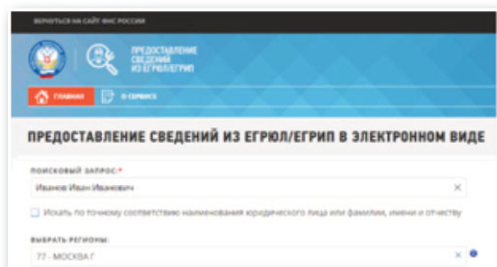 ВЕРНУТЬСЯ НА САЙТ ФНС РОССИИ
ПРЕДОСТАВЛЕНИЕ
СВЕДЕНИЙ
ИЗ ЕГРЮЛ/ЕГРИП
ГЛАВНАЯ
О СЕРВИСЕ
ПРЕДОСТАВЛЕНИЕ СВЕДЕНИЙ ИЗ ЕГРЮЛ/ЕГРИП В ЭЛЕКТРОННОМ ВИДЕ
ПОИСКОВЫЙ ЗАПРОС:*
Иванов Иван Иванович
Искать по точному соответствию наименования юридического лица или фамилии, имени и отчеству
ВЫБРАТЬ РЕГИОНЫ:
77 - МОСКВА Г